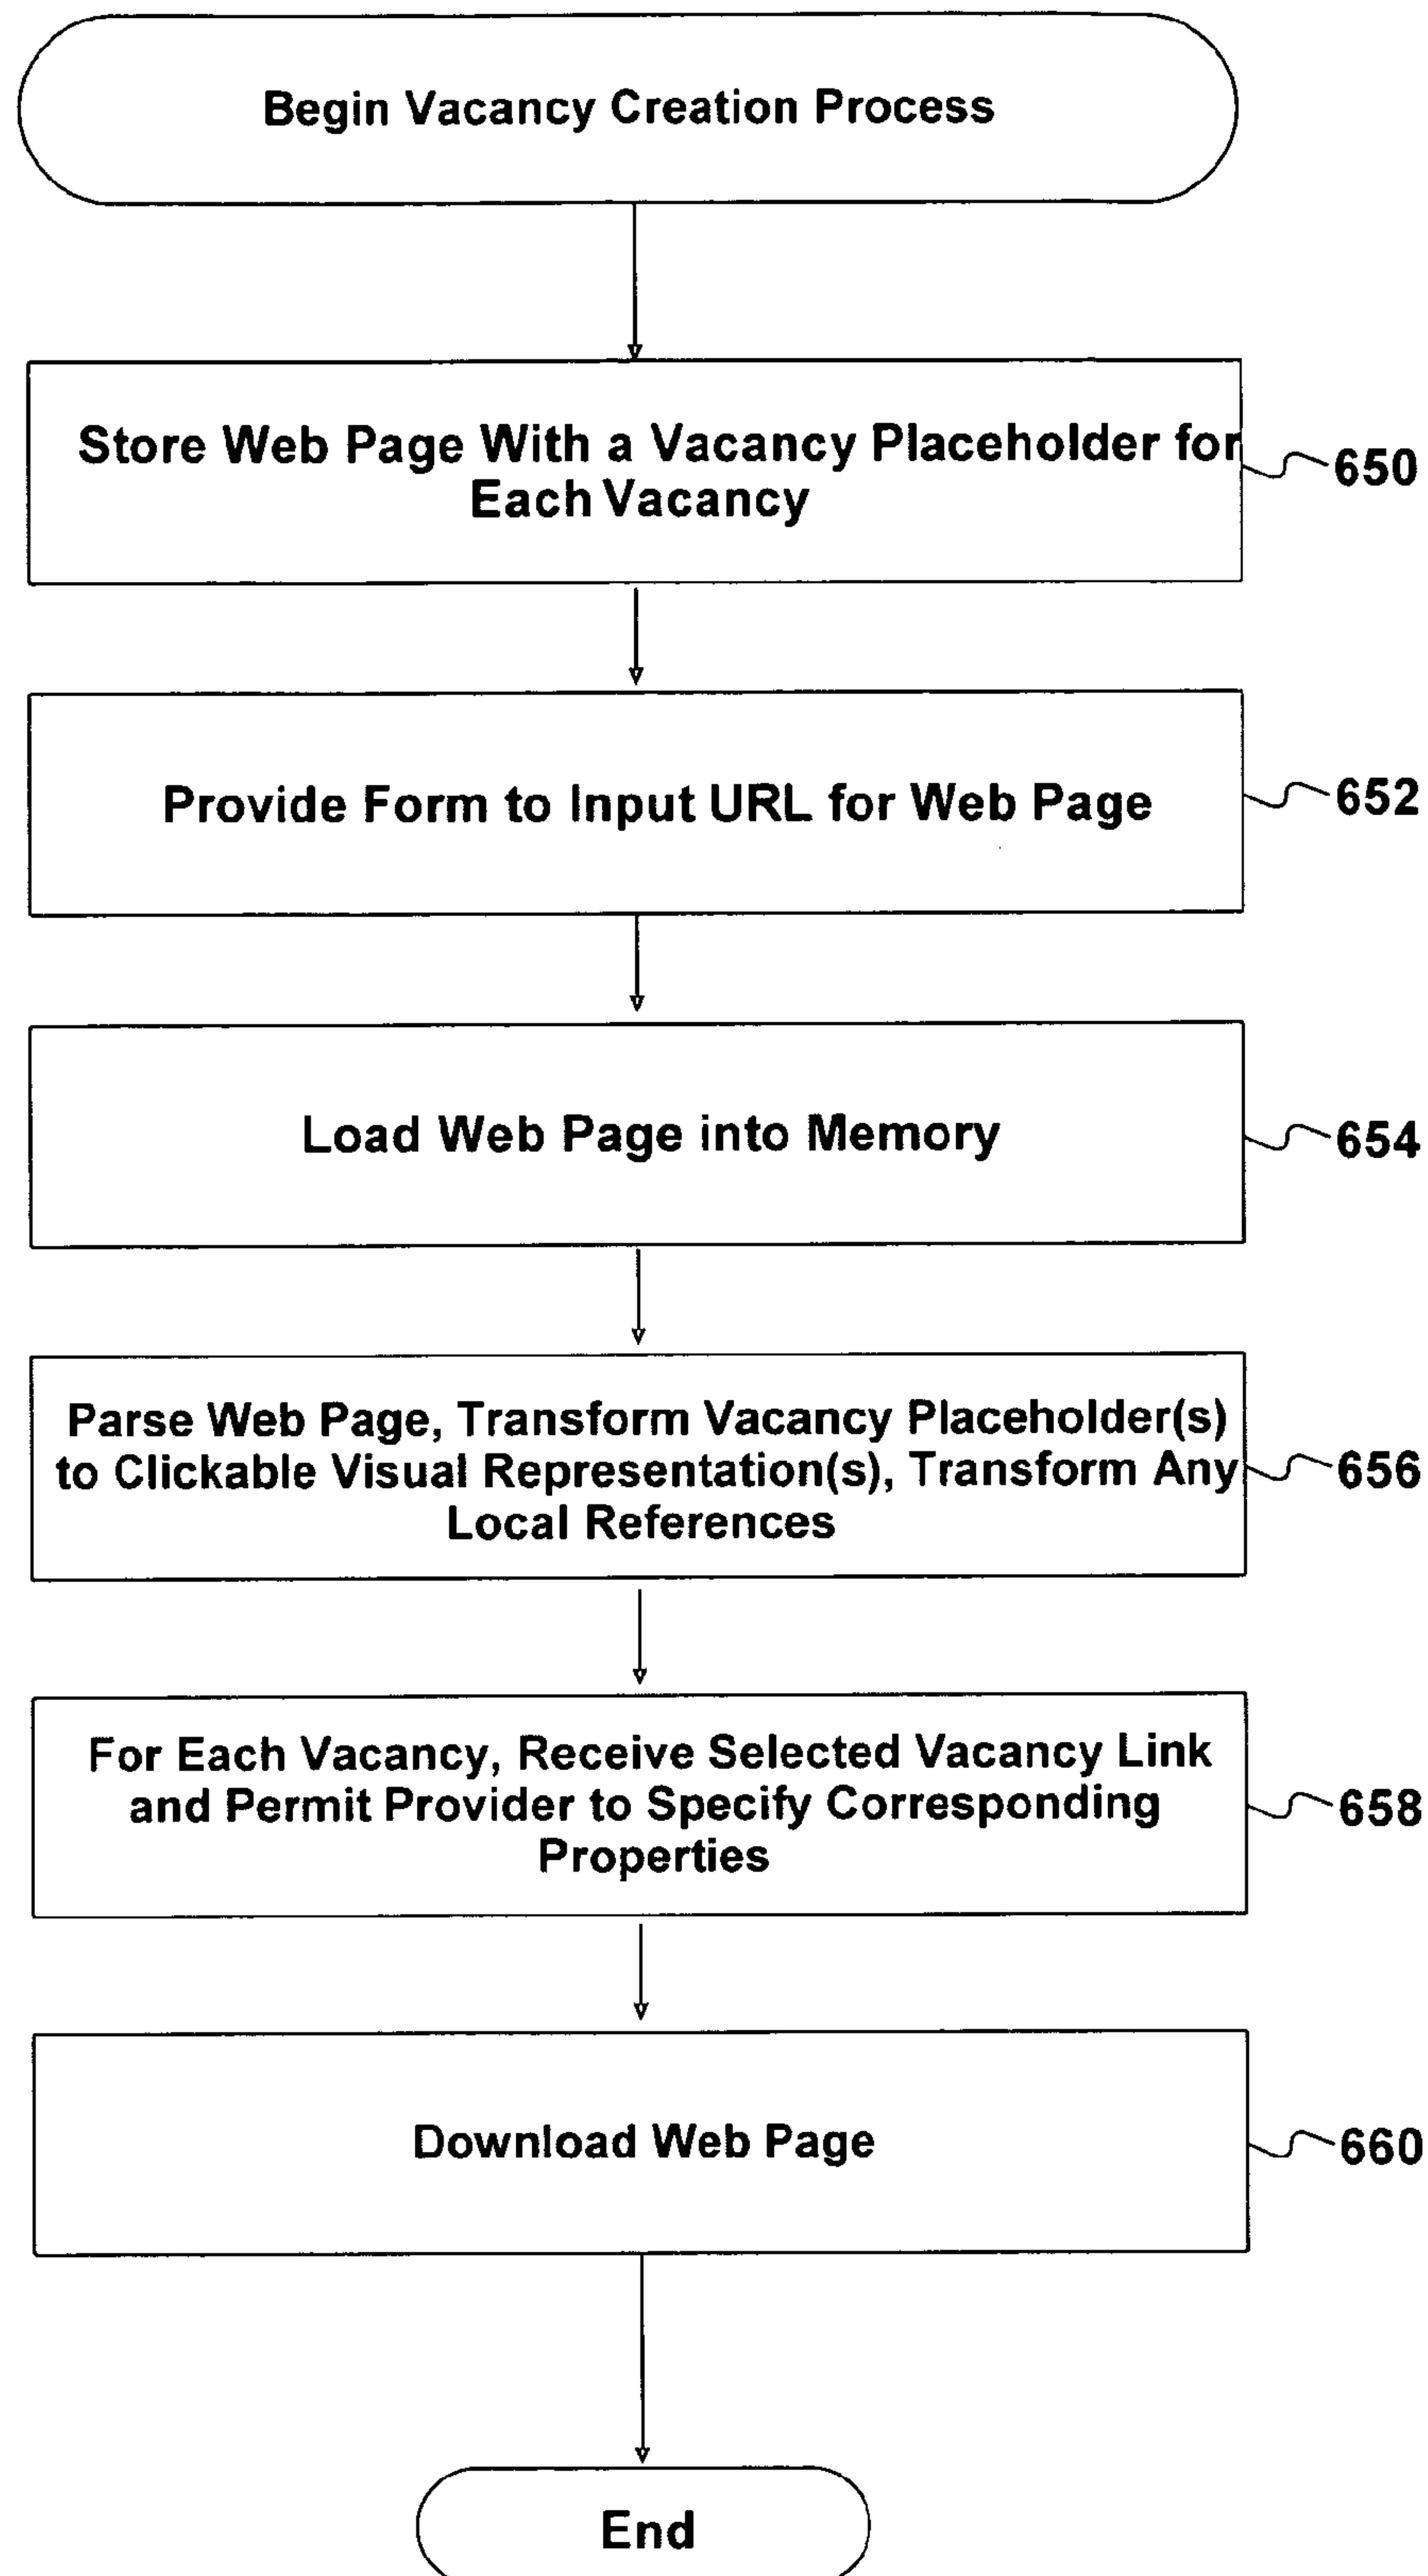 Begin Vacancy Creation Process
Store Web Page With a Vacancy Placeholder for
Each Vacancy
650
Provide Form to Input URL for Web Page
652
Load Web Page into Memory
654
Parse Web Page, Transform Vacancy Placeholder(s)
to Clickable Visual Representation(s), Transform Any
Local References
656
For Each Vacancy, Receive Selected Vacancy Link
and Permit Provider to Specify Corresponding
Properties
658
Download Web Page
660
End